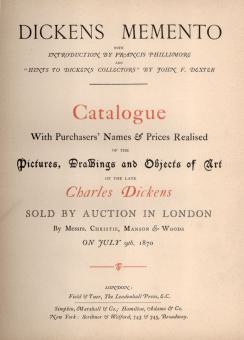 DICKENS MEMENTO
WITH
INTRODUCTION BY FRANCIS PHILLIMORE
AND
"HINTS TO DICKENS COLLECTORS" BY JOHN F. DEXTER
Catalogue
With Purchasers' Names & Prices Realised
OF THE
Pictures, Drawings and Objects of Art
OF THE LATE
Charles Dickens
SOLD BY AUCTION IN LONDON
By Messrs. CHRISTIE, MANSON & WOODS
ON JULY 9th. 1870
LONDON:
Field & Tuer, The Leadenhall Press, E.C.
Simpkin, Marshall & Co.; Hamilton, Adams & Co.
New York: Scribner & Welford, 743 & 745, Broadway.